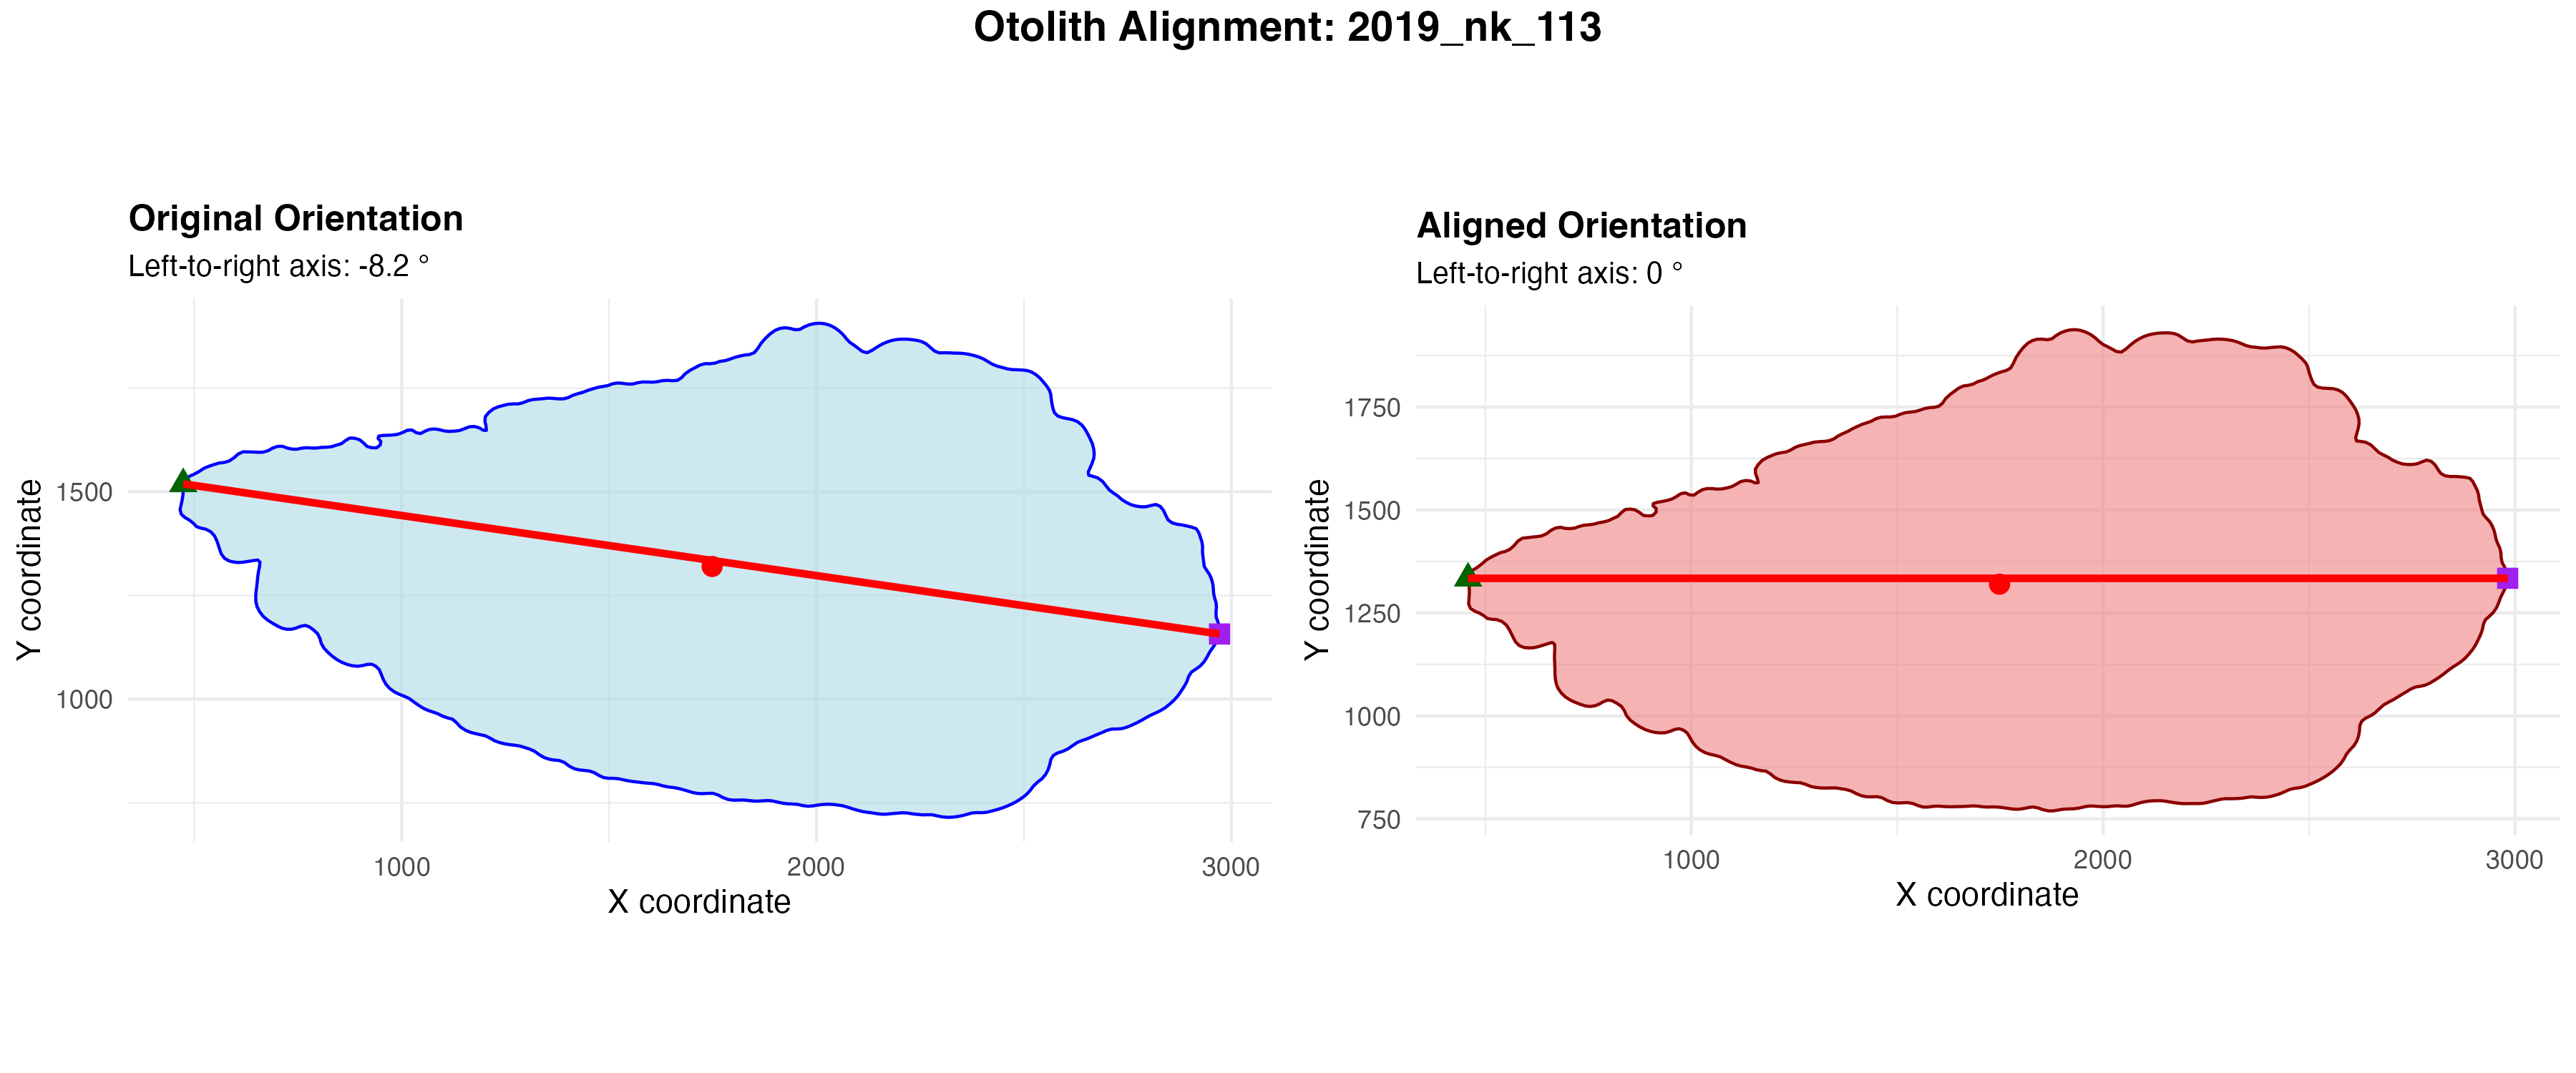 Otolith Alignment: 2019_nk_113
Original Orientation
Left-to-right axis: -8.2 °
Y coordinate
1500
1000
1000
2000
3000
X coordinate
Aligned Orientation
Left-to-right axis: 0 °
Y coordinate
1750
1500
1250
1000
750
1000
2000
3000
X coordinate